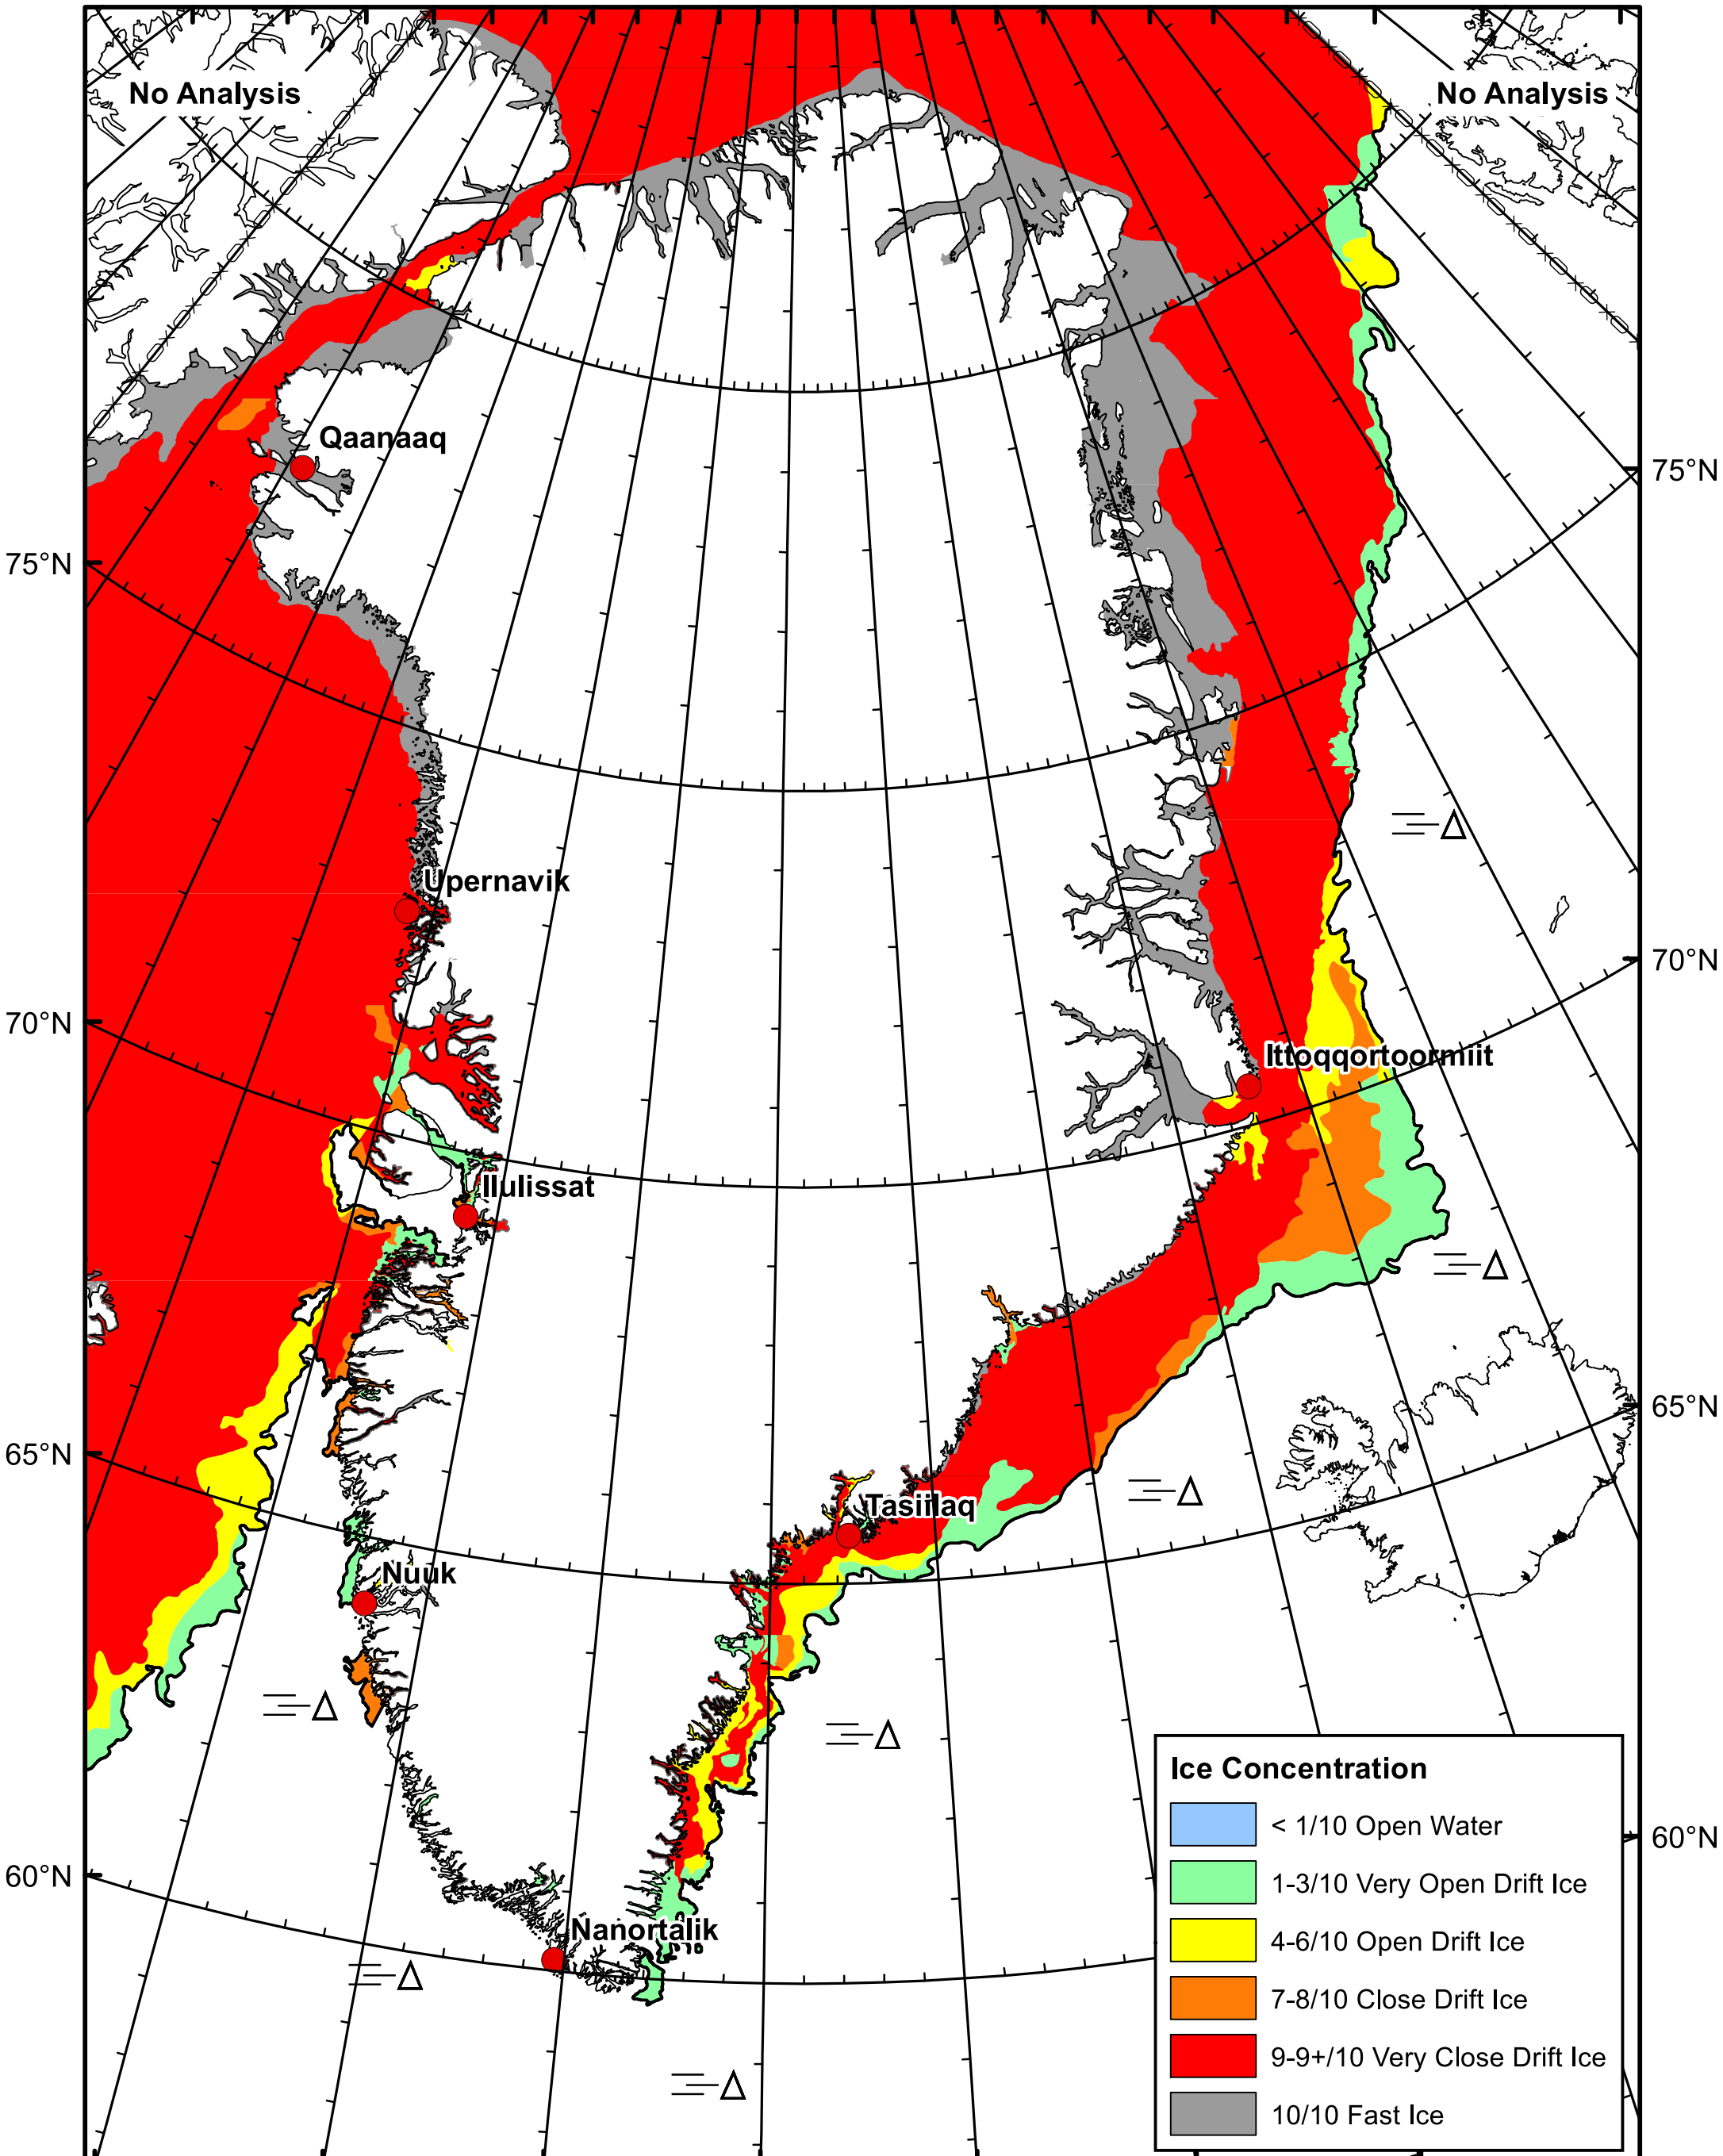 No Analysis
No Analysis
Qaanaaq
75°N
75°N
Upernavik
70°N
70°N
Ittoqqortoormiit
Ilulissat
65°N
65°N
Tasiilaq
Nuuk
Ice Concentration
< 1/10 Open Water
60°N
60°N
1-3/10 Very Open Drift Ice
Nanortalik
4-6/10 Open Drift Ice
7-8/10 Close Drift Ice
9-9+/10 Very Close Drift Ice
10/10 Fast Ice